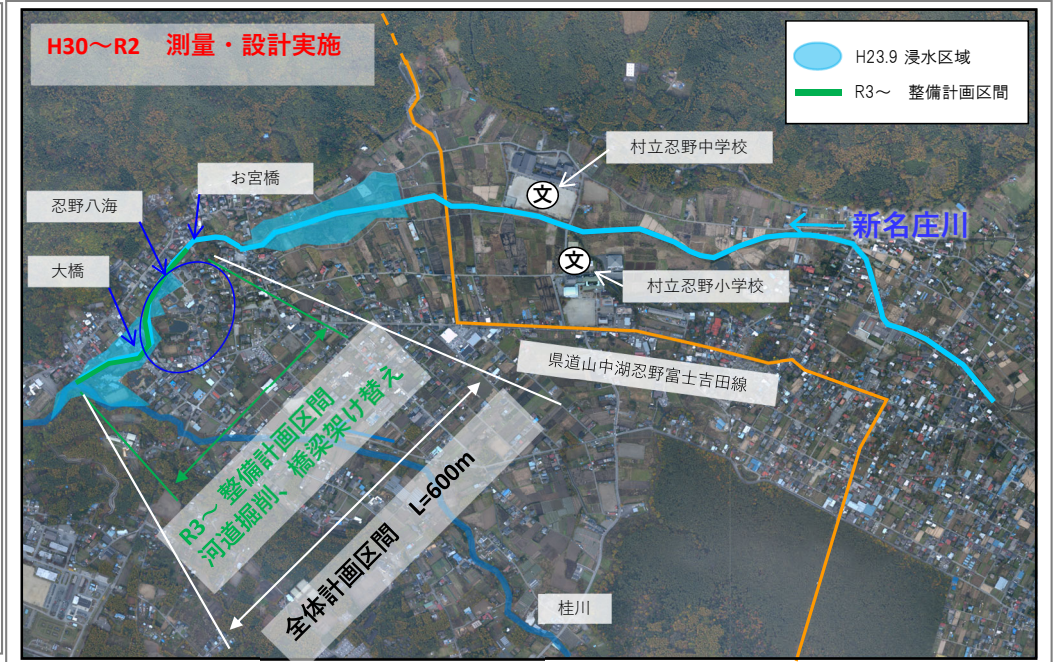 H30～R2　測量・設計実施
H23.9 浸水区域
R3～　整備計画区間
村立忍野中学校
お宮橋
文
忍野八海
新名庄川
大橋
文
村立忍野小学校
県道山中湖忍野富士吉田線
R3～ 整備計画区間
河道掘削、橋梁架け替え
全体計画区間　L=600m
桂川